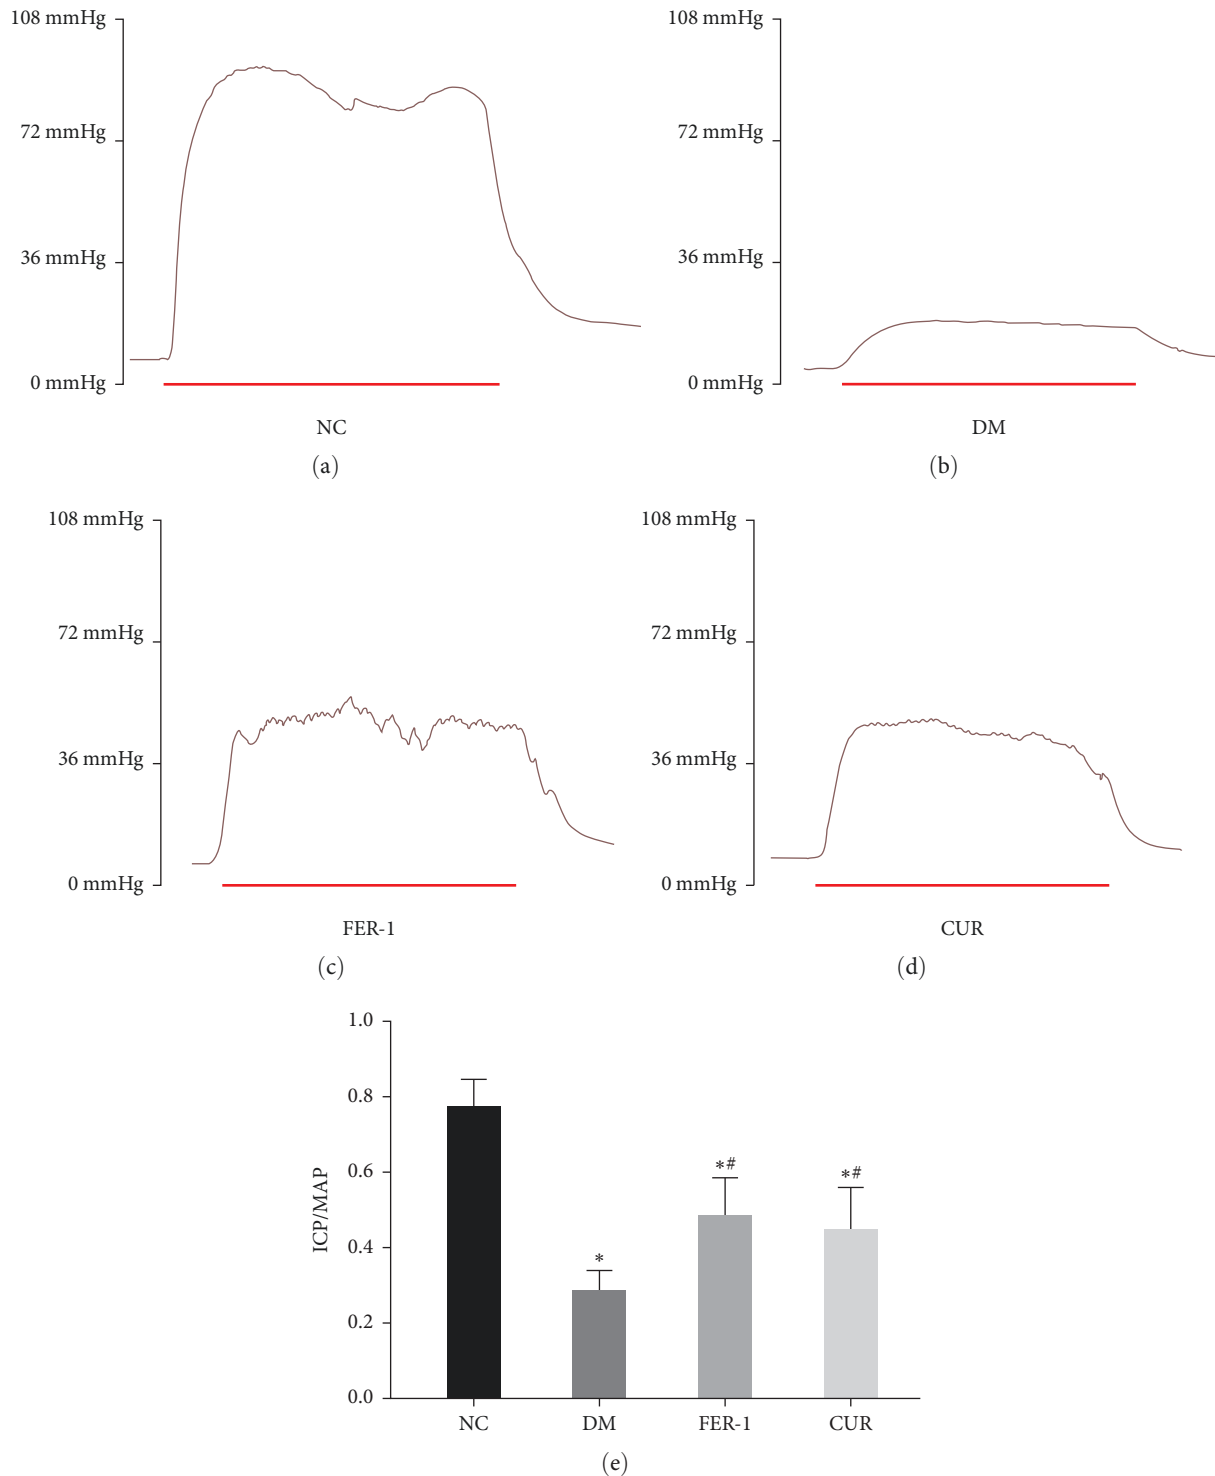 108 mmHg
72 mmHg
36 mmHg
0 mmHg
NC
(a)
108 mmHg
72 mmHg
36 mmHg
0 mmHg
DM
(b)
108 mmHg
72 mmHg
36 mmHg
0 mmHg
FER-1
(c)
108 mmHg
72 mmHg
36 mmHg
0 mmHg
CUR
(d)
ICP/MAP
1.0
0.8
0.6
0.4
0.2
0.0
*
*#
*#
NC DM FER-1 CUR
(e)